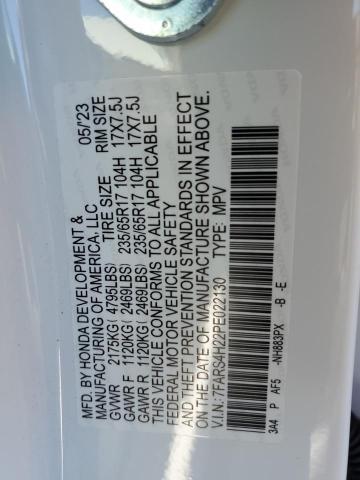 MFD. BY HONDA DEVELOPMENT & 05/'23
MANUFACTURING OF AMERICA, LLC
TIRE SIZE RIM SIZE
GVWR 2175KG( 4795LBS)
GAWR F 1120KG( 2469LBS) 235/65R17 104H 17X7.5J
GAWR R 1120KG( 2469LBS) 235/65R17 104H 17X7.5J
THIS VEHICLE CONFORMS TO ALL APPLICABLE
FEDERAL MOTOR VEHICLE SAFETY
AND THEFT PREVENTION STANDARDS IN EFFECT
ON THE DATE OF MANUFACTURE SHOWN ABOVE.
V.I.N.: 7FARS4H22PE022130 TYPE: MPV
3A4 P AF5 -NH883PX -B -E